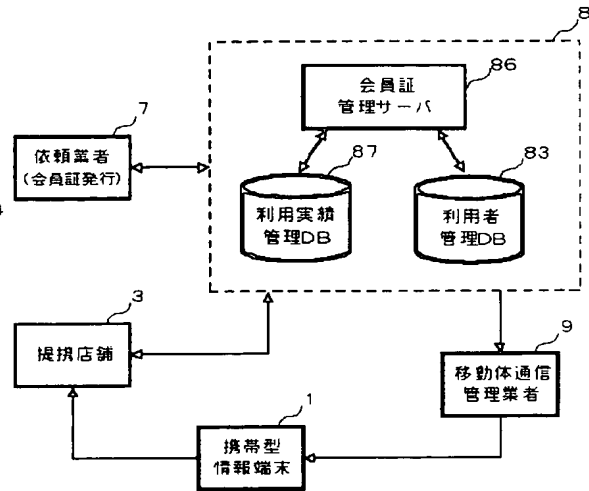 8
86
会員証
管理サーバ
7
依頼業者
(会員証発行)
87
83
利用実績
管理DB
利用者
管理DB
3
提携店舗
9
移動体通信
管理業者
1
携帯型
情報端末